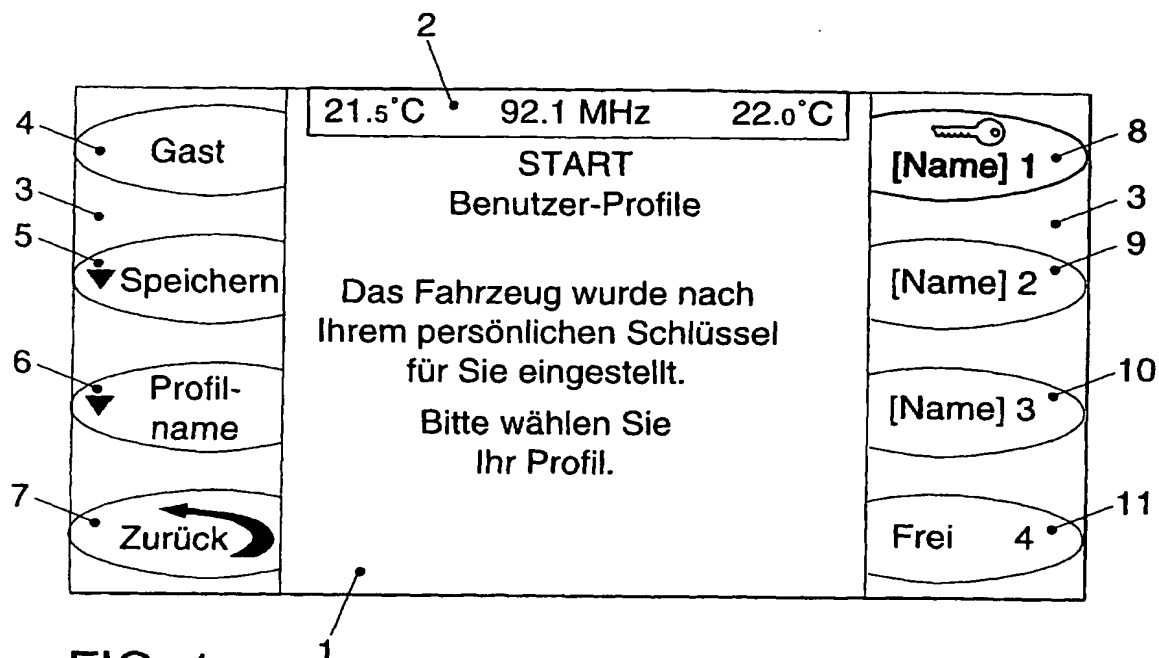 2
21.5°C 92.1 MHz 22.0°C
4
Gast
START
[Name] 1
8
Benutzer-Profile
3
3
5
Speichern
Das Fahrzeug wurde nach
[Name] 2
9
Ihrem persönlichen Schlüssel
für Sie eingestellt.
6
Profil-
name
Bitte wählen Sie
[Name] 3
10
Ihr Profil.
7
Zurück
Frei 4
11
1